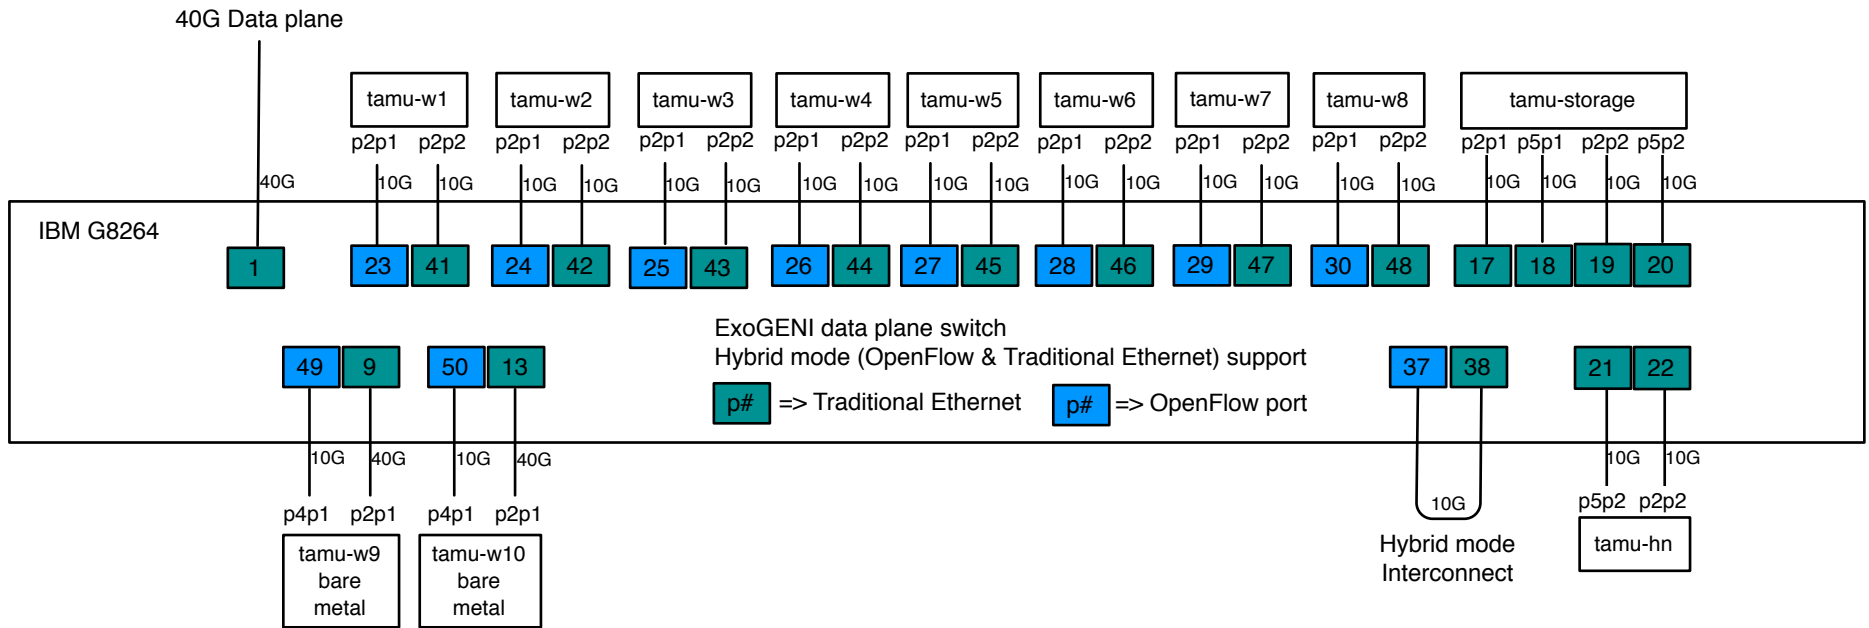 40G Data plane
tamu-w1 tamu-w2 tamu-w3 tamu-w4 tamu-w5 tamu-w6 tamu-w7 tamu-w8 tamu-storage
p2p1 p2p2 p2p1 p2p2 p2p1 p2p2 p2p1 p2p2 p2p1 p2p2 p2p1 p2p2 p2p1 p2p2 p2p1 p2p2 p2p1 p5p1 p2p2 p5p2
40G 10G 10G 10G 10G 10G 10G 10G 10G 10G 10G 10G 10G 10G 10G 10G 10G 10G 10G 10G 10G
IBM G8264
1 23 41 24 42 25 43 26 44 27 45 28 46 29 47 30 48 17 18 19 20
ExoGENI data plane switch
Hybrid mode (OpenFlow & Traditional Ethernet) support
49 9 50 13 37 38 21 22
p# => Traditional Ethernet p# => OpenFlow port
10G 40G 10G 40G 10G 10G
10G
p4p1 p2p1 p4p1 p2p1 p5p2 p2p2
Hybrid mode
Interconnect
tamu-hn
tamu-w9
bare
metal
tamu-w10
bare
metal